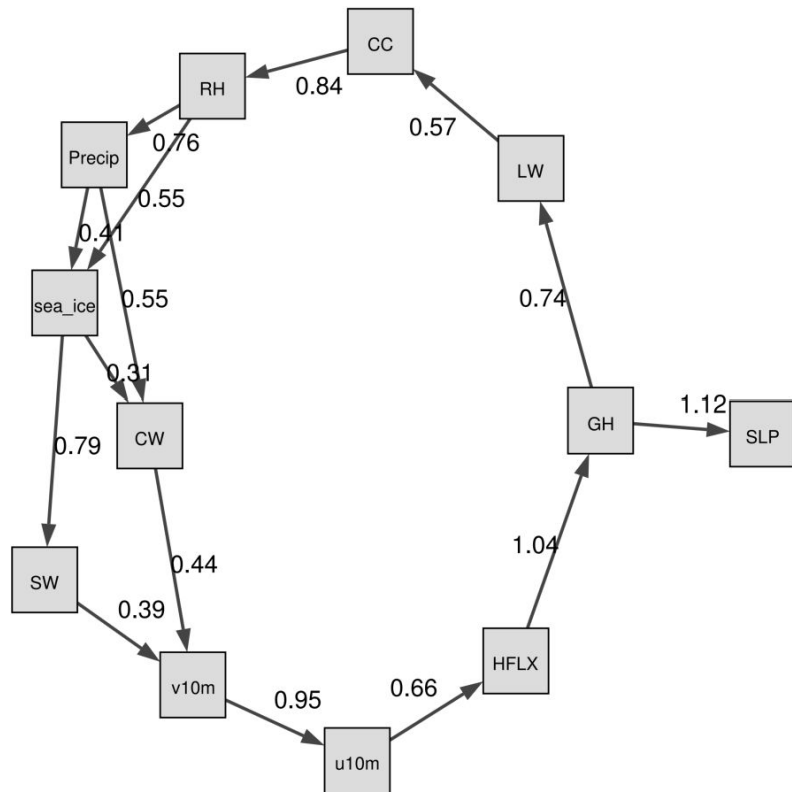 CC
RH
0.84
0.57
Precip
0.76
LW
0.55
0.41
sea_ice
0.55
0.74
0.31
CW
GH
1.12
SLP
0.79
1.04
SW
0.44
0.39
HFLX
v10m
0.95
0.66
u10m